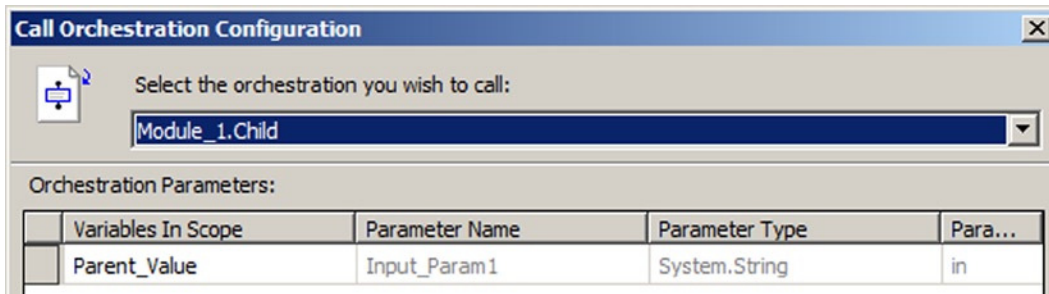 Call Orchestration Configuration
Select the orchestration you wish to call:
Module_1.Child
Orchestration Parameters:
Variables In Scope Parameter Name Parameter Type Para...
Parent_Value Input_Param1 System.String in